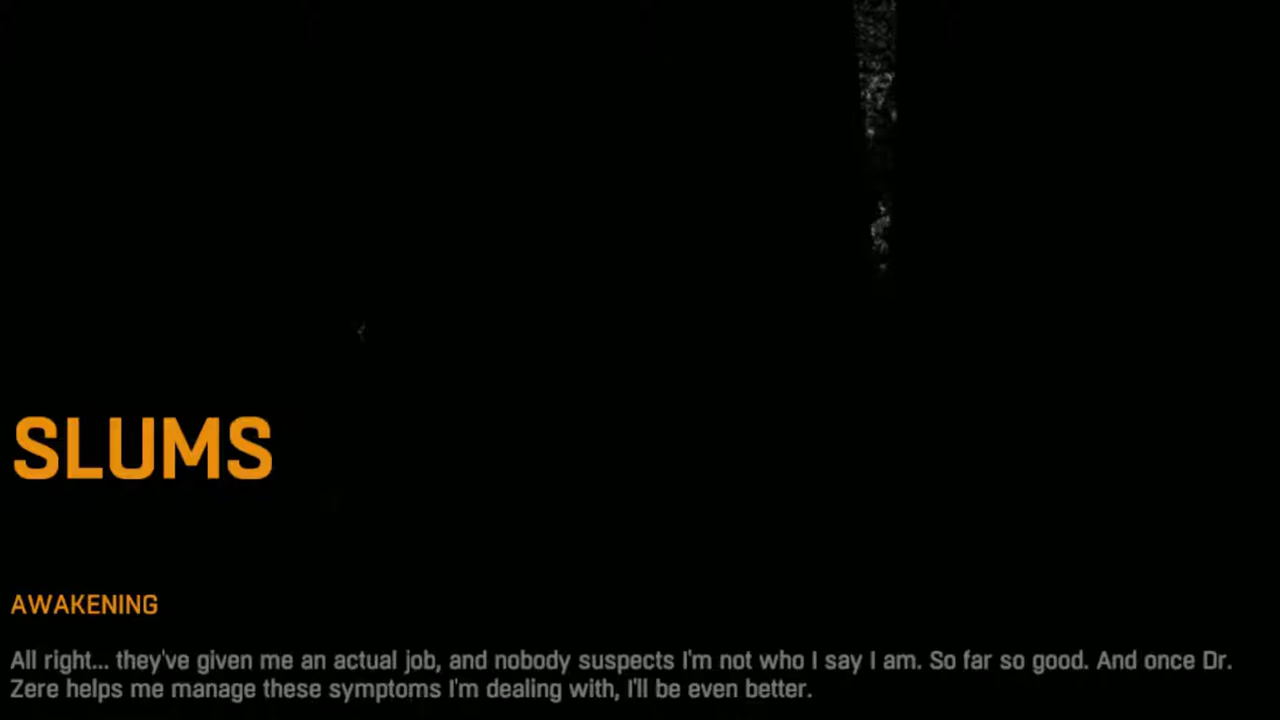 SLUMS
AWAKENING
All right... they've given me an actual job, and nobody suspects I'm not who I say I am. So far so good. And once Dr.
Zere helps me manage these symptoms I'm dealing with, I'll be even better.